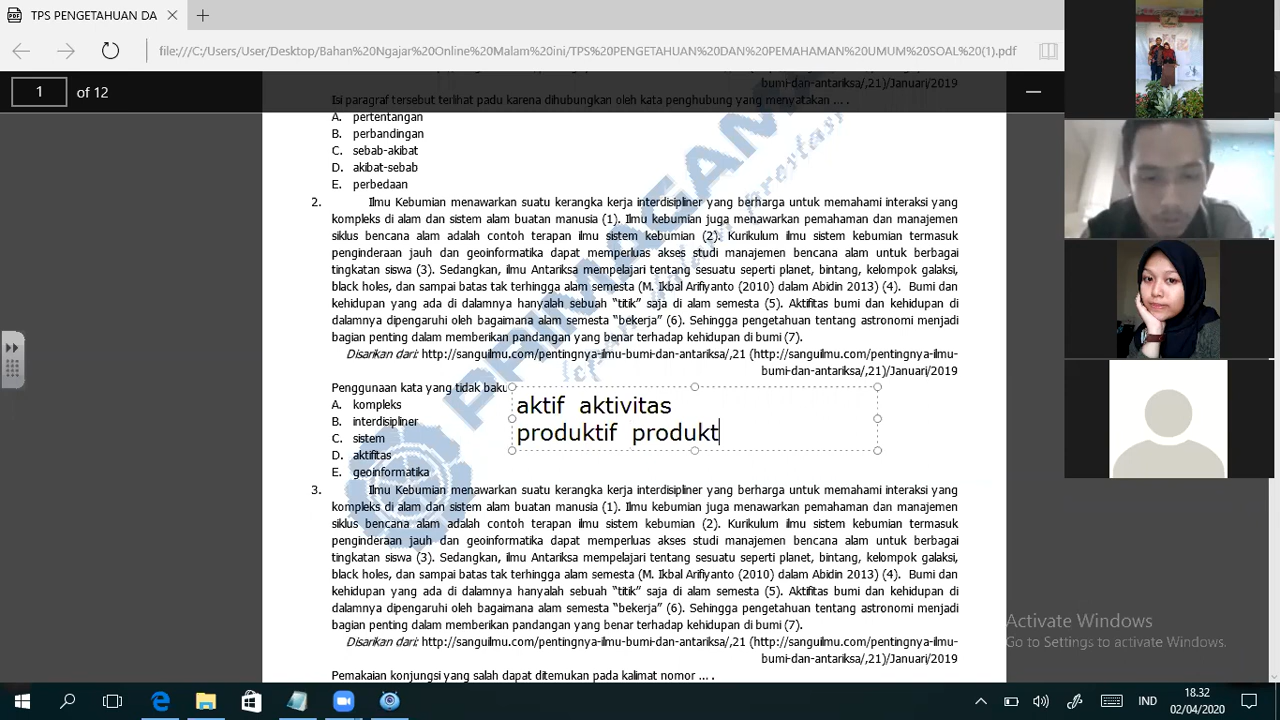 TPS PENGETAHUAN DA
file:///C:/Users/User/Desktop/Bahan%20Ngajar%20Online%20Malam%20ini/TPS%20PENGETAHUAN%20DAN%20PEMAHAMAN%20UMUM%20SOAL%20(1).pdf
1 of 12
bumi-dan-antariksa/,21)/Januari/2019
Isi paragraf tersebut terlihat padu karena dihubungkan oleh kata penghubung yang menyatakan ... .
A. pertentangan
B. perbandingan
C. sebab-akibat
D. akibat-sebab
E. perbedaan
2. Ilmu Kebumian menawarkan suatu kerangka kerja interdisipliner yang berharga untuk memahami interaksi yang
kompleks di alam dan sistem alam buatan manusia (1). Ilmu kebumian juga menawarkan pemahaman dan manajemen
siklus bencana alam adalah contoh terapan ilmu sistem kebumian (2). Kurikulum ilmu sistem kebumian termasuk
penginderaan jauh dan geoinformatika dapat memperluas akses studi manajemen bencana alam untuk berbagai
tingkatan siswa (3). Sedangkan, ilmu Antariksa mempelajari tentang sesuatu seperti planet, bintang, kelompok galaksi,
black holes, dan sampai batas tak terhingga alam semesta (M. Ikbal Arifiyanto (2010) dalam Abidin 2013) (4). Bumi dan
kehidupan yang ada di dalamnya hanyalah sebuah “titik” saja di alam semesta (5). Aktifitas bumi dan kehidupan di
dalamnya dipengaruhi oleh bagaimana alam semesta “bekerja” (6). Sehingga pengetahuan tentang astronomi menjadi
bagian penting dalam memberikan pandangan yang benar terhadap kehidupan di bumi (7).
Disarikan dari: http://sanguilmu.com/pentingnya-ilmu-bumi-dan-antariksa/,21 (http://sanguilmu.com/pentingnya-ilmu-
bumi-dan-antariksa/,21)/Januari/2019
Penggunaan kata yang tidak baku
A. kompleks
B. interdisipliner
C. sistem
D. aktifitas
E. geoinformatika
aktif aktivitas
produktif produkt
3. Ilmu Kebumian menawarkan suatu kerangka kerja interdisipliner yang berharga untuk memahami interaksi yang
kompleks di alam dan sistem alam buatan manusia (1). Ilmu kebumian juga menawarkan pemahaman dan manajemen
siklus bencana alam adalah contoh terapan ilmu sistem kebumian (2). Kurikulum ilmu sistem kebumian termasuk
penginderaan jauh dan geoinformatika dapat memperluas akses studi manajemen bencana alam untuk berbagai
tingkatan siswa (3). Sedangkan, ilmu Antariksa mempelajari tentang sesuatu seperti planet, bintang, kelompok galaksi,
black holes, dan sampai batas tak terhingga alam semesta (M. Ikbal Arifiyanto (2010) dalam Abidin 2013) (4). Bumi dan
kehidupan yang ada di dalamnya hanyalah sebuah “titik” saja di alam semesta (5). Aktifitas bumi dan kehidupan di
dalamnya dipengaruhi oleh bagaimana alam semesta “bekerja” (6). Sehingga pengetahuan tentang astronomi menjadi
bagian penting dalam memberikan pandangan yang benar terhadap kehidupan di bumi (7).
Disarikan dari: http://sanguilmu.com/pentingnya-ilmu-bumi-dan-antariksa/,21 (http://sanguilmu.com/pentingnya-ilmu-
bumi-dan-antariksa/,21)/Januari/2019
Pemakaian konjungsi yang salah dapat ditemukan pada kalimat nomor ... .
PRIMAGAMA
Activate Windows
Go to Settings to activate Windows.
IND
18.32
02/04/2020